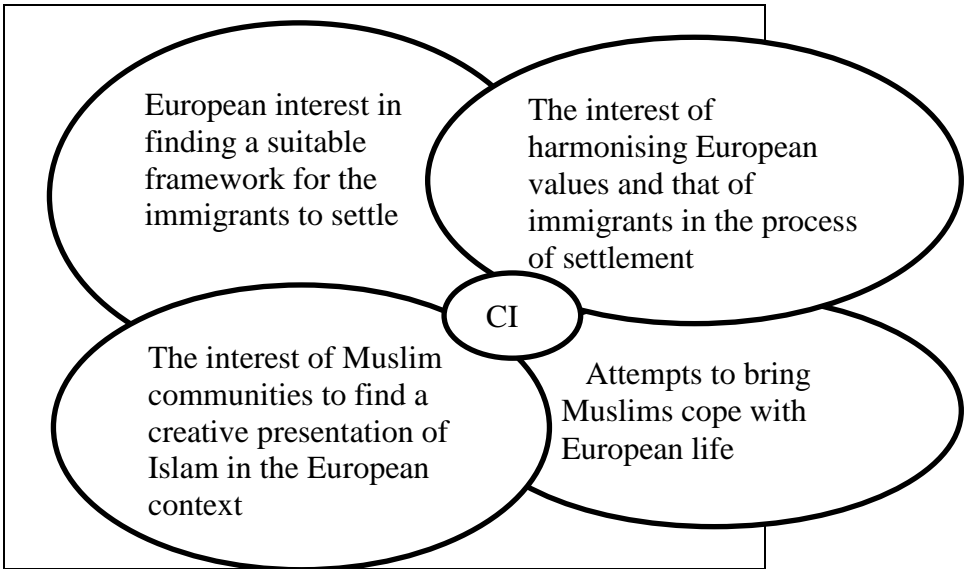 European interest in
finding a suitable
framework for the
immigrants to settle
The interest of
harmonising European
values and that of
immigrants in the process
of settlement
CI
The interest of Muslim
communities to find a
creative presentation of
Islam in the European
context
Attempts to bring
Muslims cope with
European life